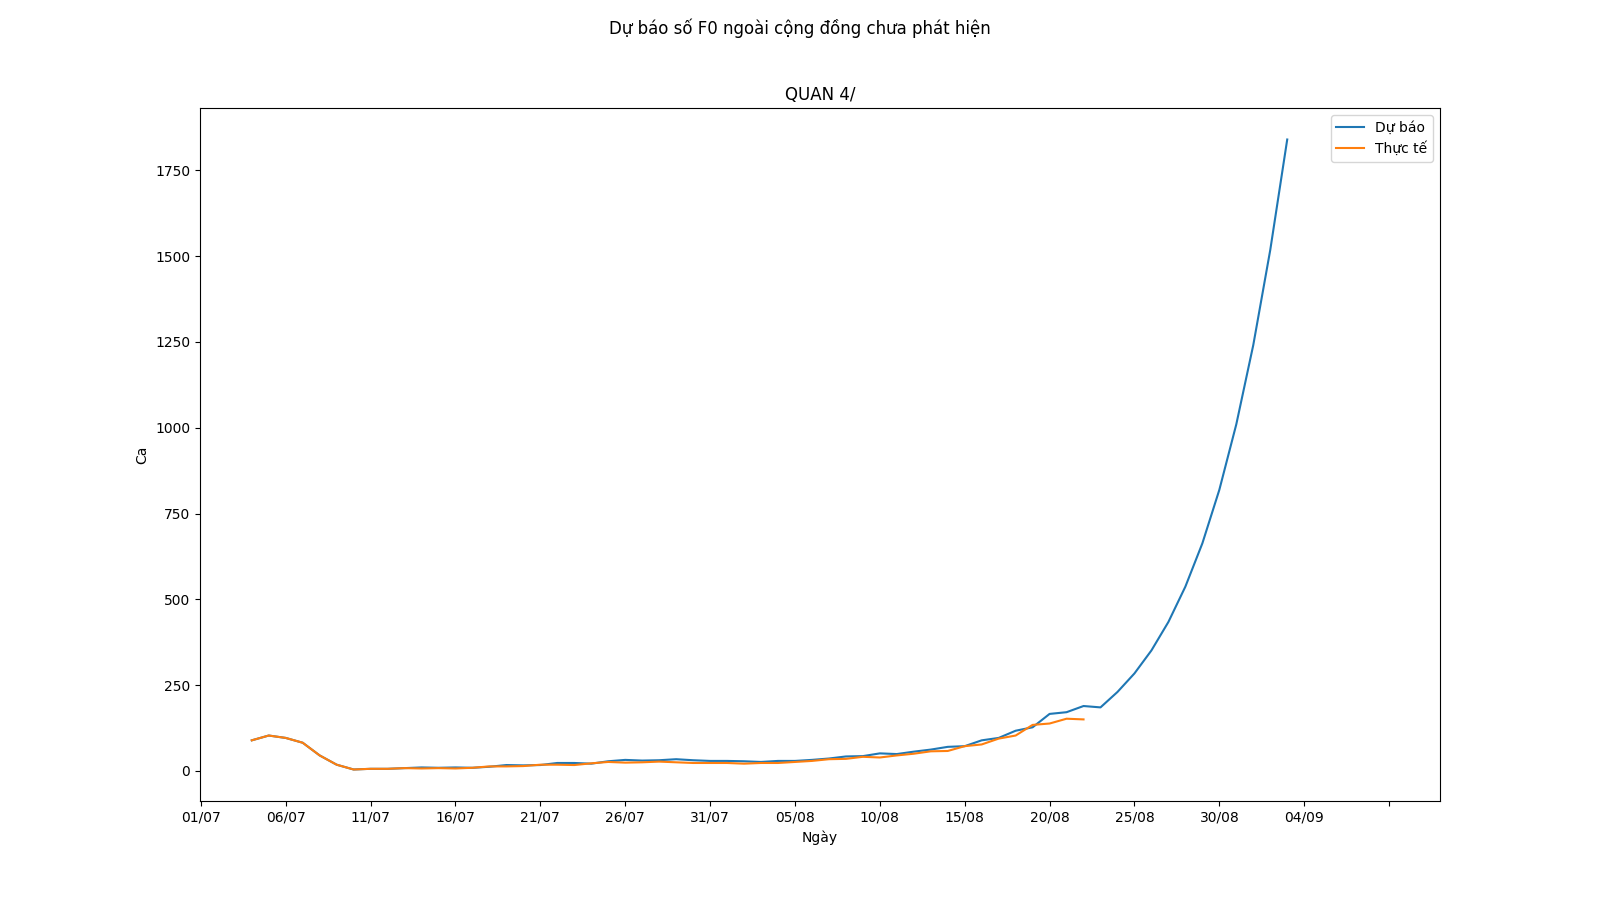 Dự báo số F0 ngoài cộng đồng chưa phát hiện
QUAN 4/
Dự báo
Thực tế
1750
1500
1250
1000
750
500
250
0
Ca
01/07 06/07 11/07 16/07 21/07 26/07 31/07 05/08 10/08 15/08 20/08 25/08 30/08 04/09
Ngày